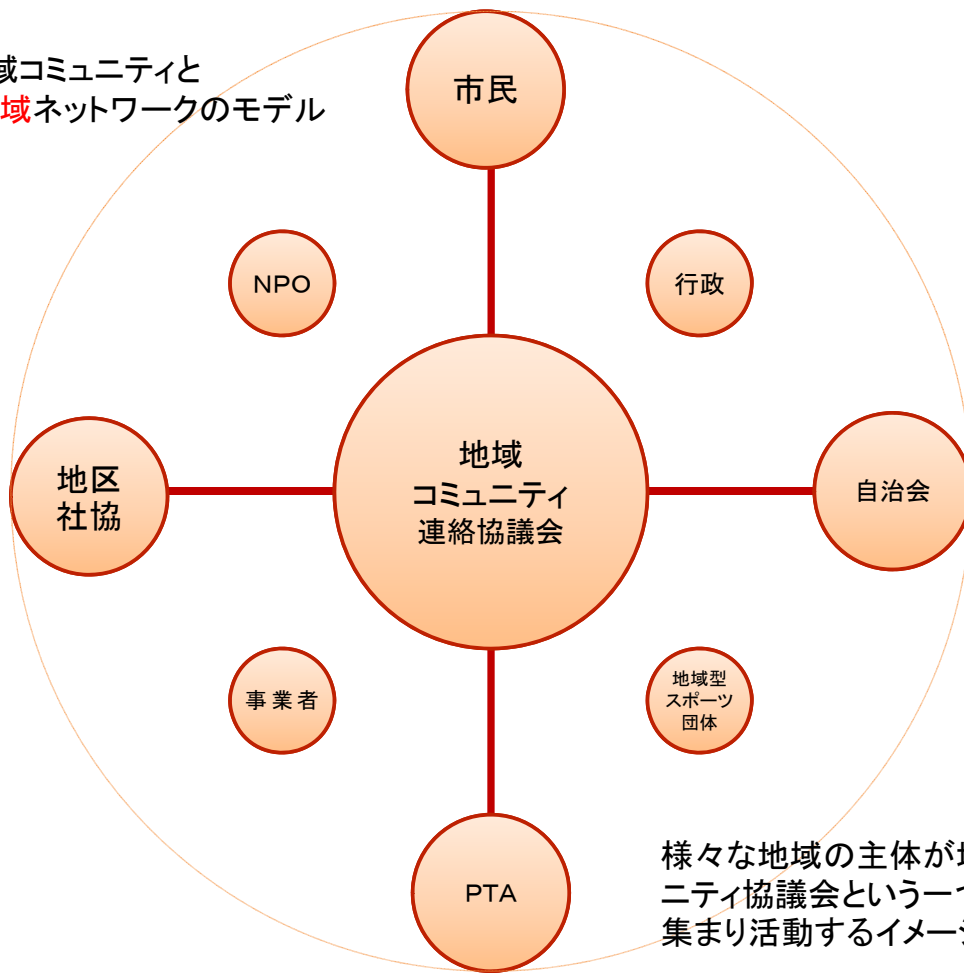 域コミュニティと
域ネットワークのモデル
市民
NPO
行政
地域
コミュニティ
連絡協議会
地区
社協
自治会
事業者
地域型
スポーツ
団体
PTA
様々な地域の主体が
ニティ協議会という一つ
集まり活動するイメー